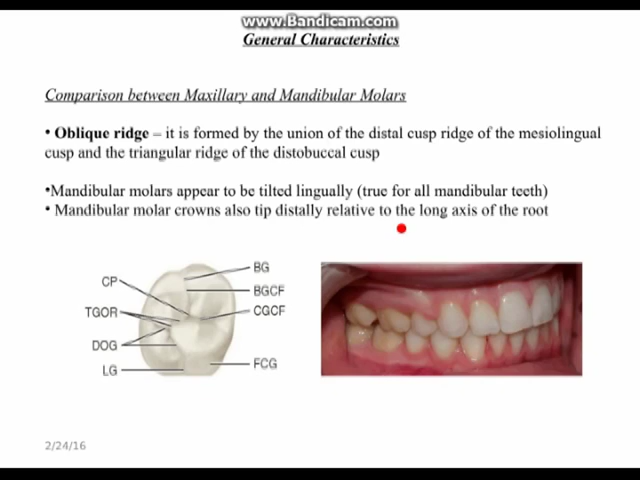 www.Bandicam.com
General Characteristics
Comparison between Maxillary and Mandibular Molars
• Oblique ridge – it is formed by the union of the distal cusp ridge of the mesiolingual
cusp and the triangular ridge of the distobuccal cusp
•Mandibular molars appear to be tilted lingually (true for all mandibular teeth)
• Mandibular molar crowns also tip distally relative to the long axis of the root
BG
CP
BGCF
TGOR
CGCF
DOG
LG
FCG
2/24/16